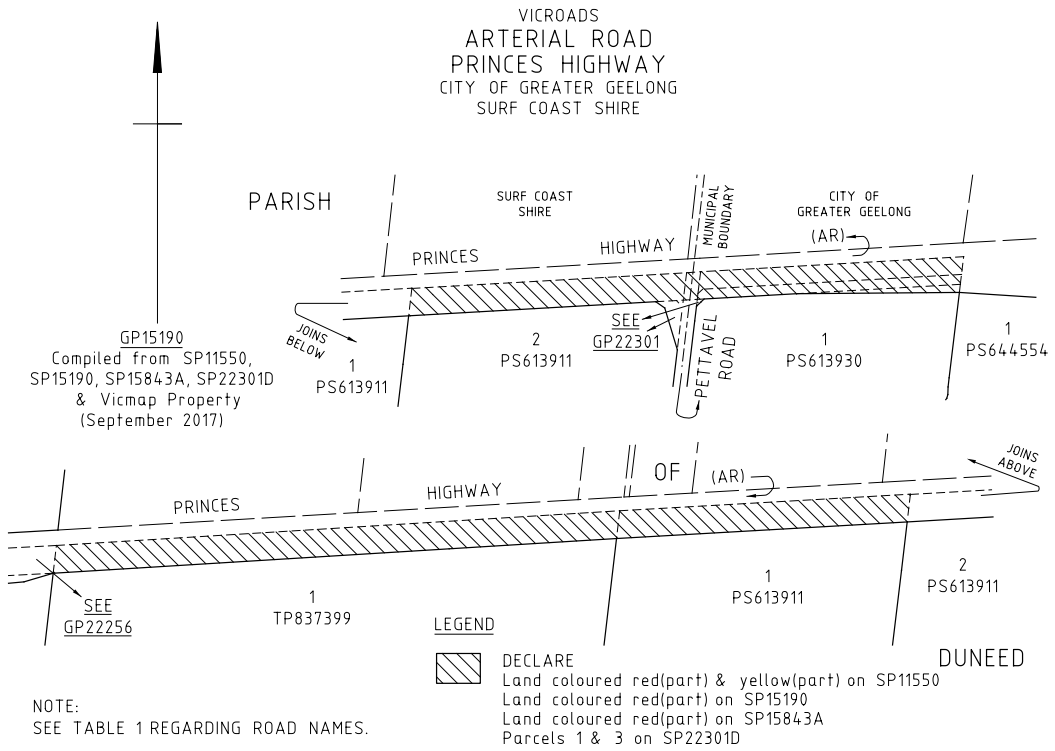 VICROADS
ARTERIAL ROAD
PRINCES HIGHWAY
CITY OF GREATER GEELONG
SURF COAST SHIRE
PARISH
SURF COAST
SHIRE
MUNICIPAL
BOUNDARY
CITY OF
GREATER GEELONG
(AR)
PRINCES HIGHWAY
JOINS
BELOW
1
PS613911
2
PS613911
SEE
GP22301
PETTAVEL
ROAD
1
PS613930
1
PS644554
GP15190
Compiled from SP11550,
SP15190, SP15843A, SP22301D
& Vicmap Property
(September 2017)
JOINS
ABOVE
OF
(AR)
PRINCES HIGHWAY
SEE
GP22256
1
TP837399
1
PS613911
2
PS613911
DUNEED
LEGEND
DECLARE
Land coloured red(part) & yellow(part) on SP11550
Land coloured red(part) on SP15190
Land coloured red(part) on SP15843A
Parcels 1 & 3 on SP22301D
NOTE:
SEE TABLE 1 REGARDING ROAD NAMES.